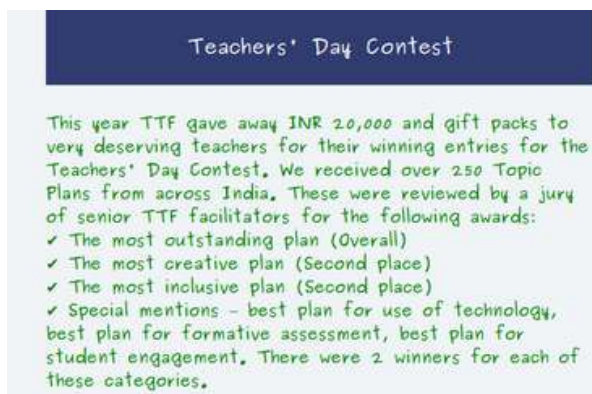 Teachers' Day Contest
This year TTF gave away INR 20,000 and gift packs to
very deserving teachers for their winning entries for the
Teachers' Day Contest. We received over 250 Topic
Plans from across India. These were reviewed by a jury
of senior TTF facilitators for the following awards:
✔ The most outstanding plan (Overall)
✔ The most creative plan (Second place)
✔ The most inclusive plan (Second place)
✔ Special mentions - best plan for use of technology,
best plan for formative assessment, best plan for
student engagement. There were 2 winners for each of
these categories.